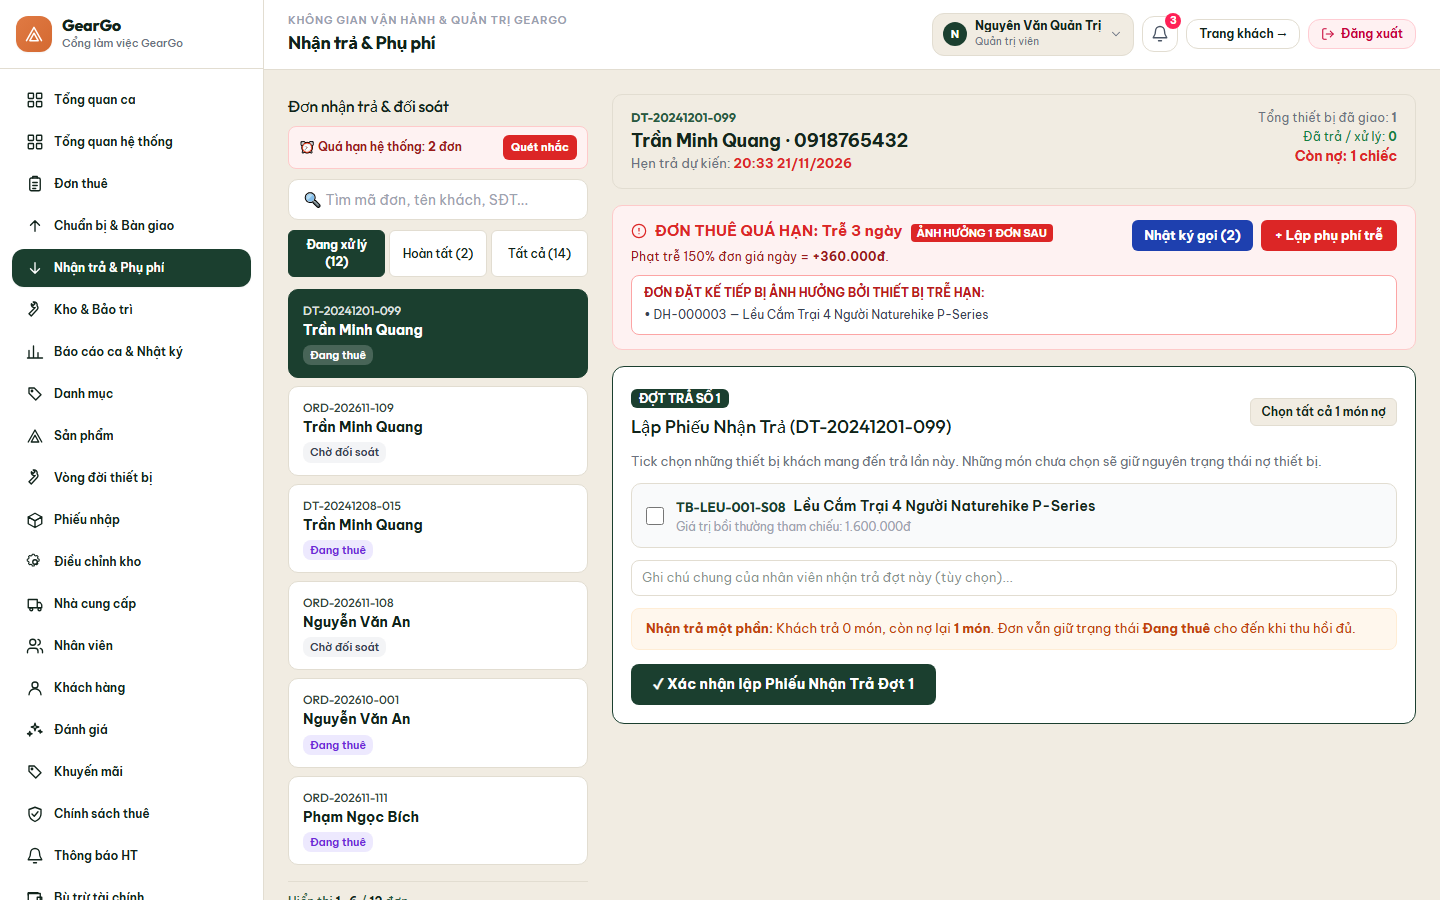 GearGo
Cổng làm việc GearGo
Tổng quan ca
Tổng quan hệ thống
Đơn thuê
Chuẩn bị & Bàn giao
Nhận trả & Phụ phí
Kho & Bảo trì
Báo cáo ca & Nhật ký
Danh mục
Sản phẩm
Vòng đời thiết bị
Phiếu nhập
Điều chỉnh kho
Nhà cung cấp
Nhân viên
Khách hàng
Đánh giá
Khuyến mãi
Chính sách thuê
Thông báo HT
Bù trừ tài chính
KHÔNG GIAN VẬN HÀNH & QUẢN TRỊ GEARGO
Nhận trả & Phụ phí
N
Nguyễn Văn Quản Trị
Quản trị viên
3
Trang khách →
Đăng xuất
Đơn nhận trả & đối soát
Quá hạn hệ thống: 2 đơn
Quét nhắc
Tìm mã đơn, tên khách, SĐT...
Đang xử lý (12)
Hoàn tất (2)
Tất cả (14)
DT-20241201-099
Trần Minh Quang
Đang thuê
ORD-202611-109
Trần Minh Quang
Chờ đối soát
DT-20241208-015
Trần Minh Quang
Đang thuê
ORD-202611-108
Nguyễn Văn An
Chờ đối soát
ORD-202610-001
Nguyễn Văn An
Đang thuê
ORD-202611-111
Phạm Ngọc Bích
Đang thuê
Hiển thị 1-6 / 12 đơn
DT-20241201-099
Trần Minh Quang · 0918765432
Hẹn trả dự kiến: 20:33 21/11/2026
Tổng thiết bị đã giao: 1
Đã trả / xử lý: 0
Còn nợ: 1 chiếc
ĐƠN THUÊ QUÁ HẠN: Trễ 3 ngày
ẢNH HƯỞNG 1 ĐƠN SAU
Nhật ký gọi (2)
+ Lập phụ phí trễ
Phạt trễ 150% đơn giá ngày = +360.000đ.
ĐƠN ĐẶT KẾ TIẾP BỊ ẢNH HƯỞNG BỞI THIẾT BỊ TRỄ HẠN:
• DH-000003 — Lều Cắm Trại 4 Người Naturehike P-Series
ĐỢT TRẢ SỐ 1
Lập Phiếu Nhận Trả (DT-20241201-099)
Chọn tất cả 1 món nợ
Tick chọn những thiết bị khách mang đến trả lần này. Những món chưa chọn sẽ giữ nguyên trạng thái nợ thiết bị.
TB-LEU-001-S08 Lều Cắm Trại 4 Người Naturehike P-Series
Giá trị bồi thường tham chiếu: 1.600.000đ
Ghi chú chung của nhân viên nhận trả đợt này (tùy chọn)...
Nhận trả một phần: Khách trả 0 món, còn nợ lại 1 món. Đơn vẫn giữ trạng thái Đang thuê cho đến khi thu hồi đủ.
✓ Xác nhận lập Phiếu Nhận Trả Đợt 1